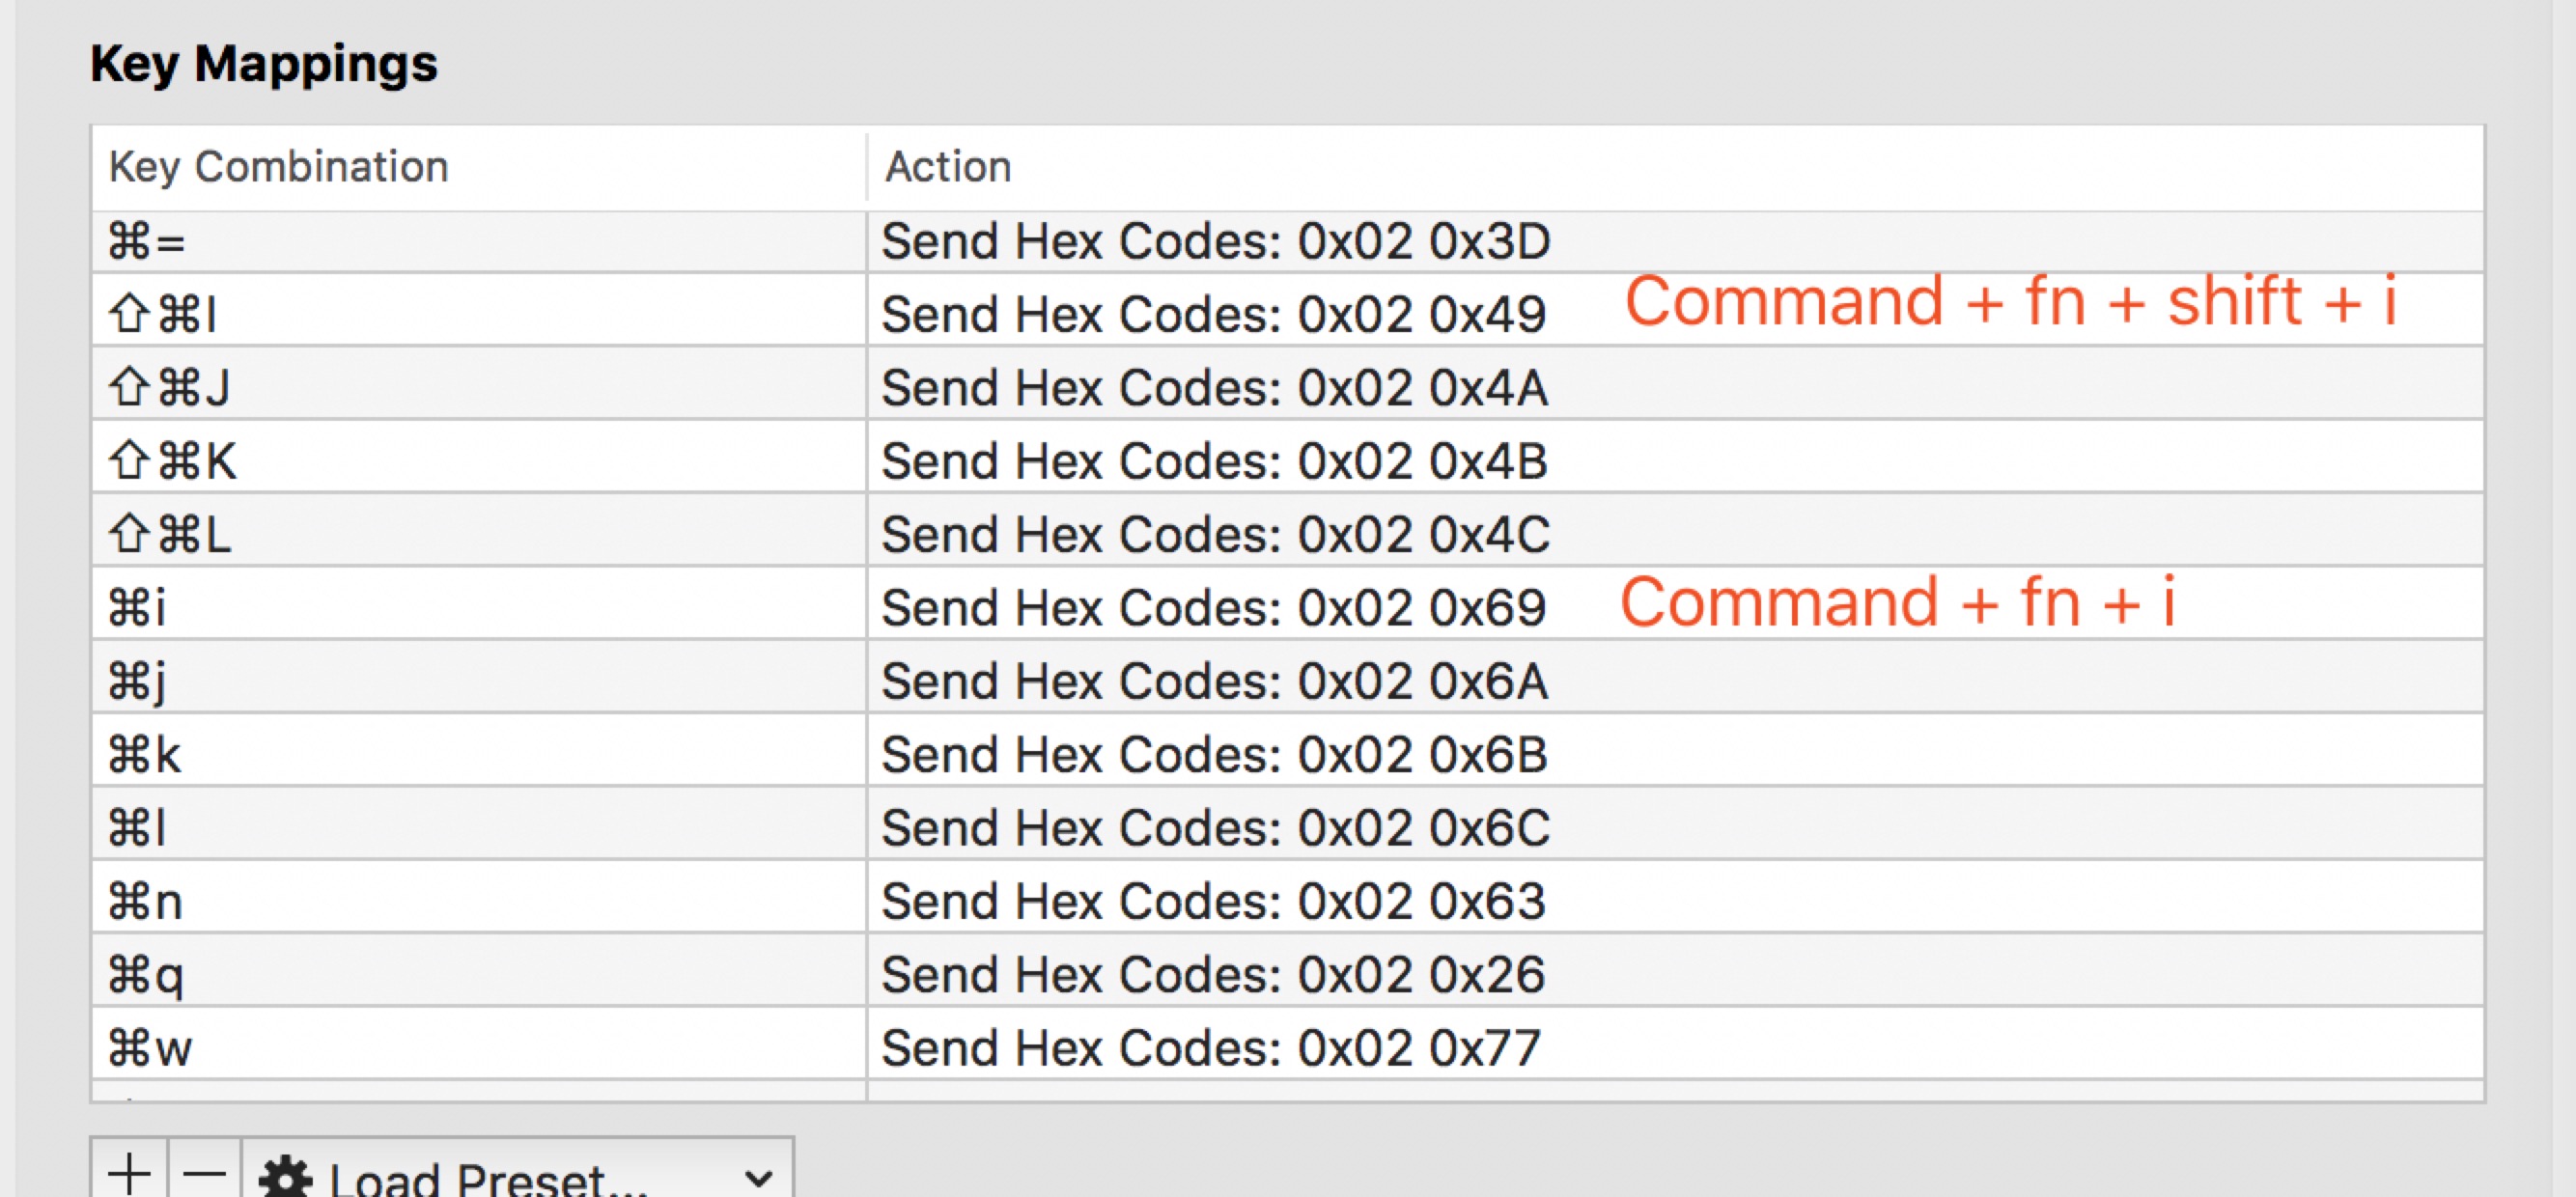 Key Mappings
Key Combination Action
⌘= Send Hex Codes: 0x02 0x3D
⇧⌘I Send Hex Codes: 0x02 0x49 Command + fn + shift + i
⇧⌘J Send Hex Codes: 0x02 0x4A
⇧⌘K Send Hex Codes: 0x02 0x4B
⇧⌘L Send Hex Codes: 0x02 0x4C
⌘i Send Hex Codes: 0x02 0x69 Command + fn + i
⌘j Send Hex Codes: 0x02 0x6A
⌘k Send Hex Codes: 0x02 0x6B
⌘l Send Hex Codes: 0x02 0x6C
⌘n Send Hex Codes: 0x02 0x63
⌘q Send Hex Codes: 0x02 0x26
⌘w Send Hex Codes: 0x02 0x77
+ − Load Preset...